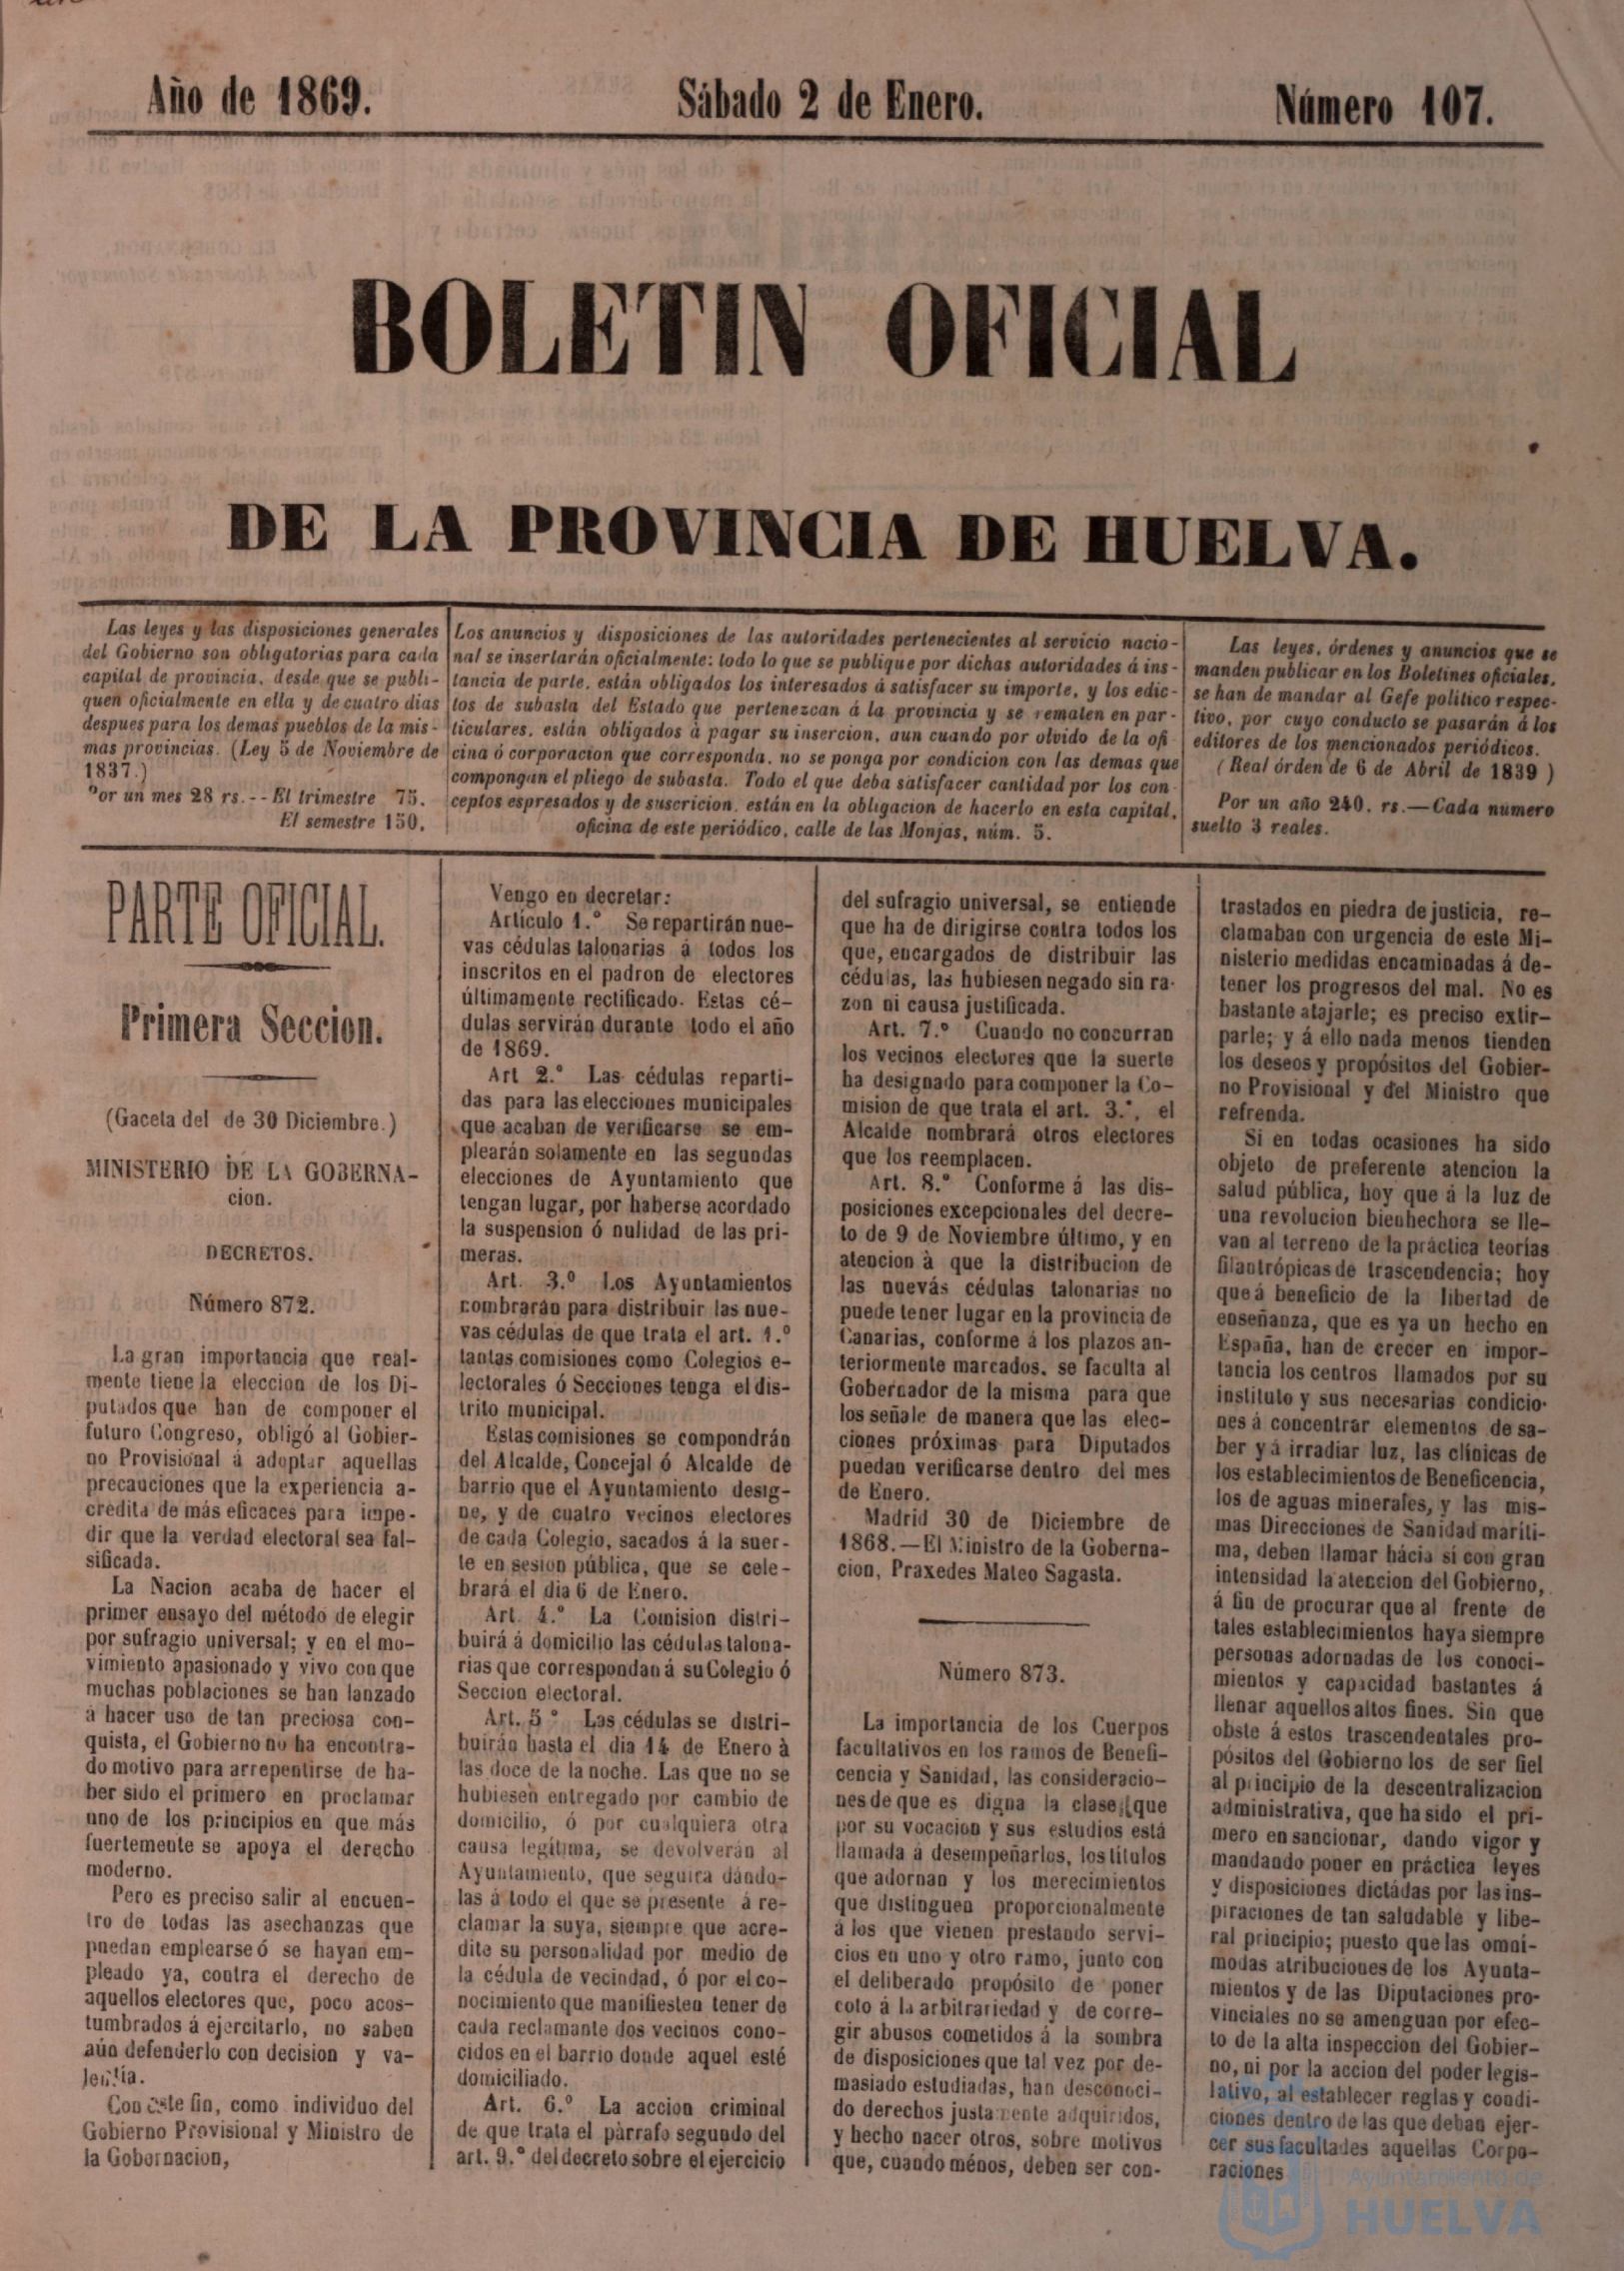 Año de 1869.
Sábado 2 de Enero.
Número 107.
BOLETIN OFICIAL
DE LA PROVINCIA DE HUELVA.
Las leyes y las disposiciones generales
del Gobierno son obligatorias para cada
capital de provincia, desde que se publi-
quen oficialmente en ella y de cuatro dias
despues para los demas pueblos de la mis-
mas provincias. (Ley 5 de Noviembre de
1837.)
Por un mes 28 rs.--El trimestre 75.
El semestre 150.
Los anuncios y disposiciones de las autoridades pertenecientes al servicio nacio-
nal se insertarán oficialmente: todo lo que se publique por dichas autoridades á ins-
tancia de parte, están obligados los interesados á satisfacer su importe, y los edic-
tos de subasta del Estado que pertenezcan á la provincia y se rematen en par-
ticulares, están obligados á pagar su insercion, aun cuando por olvido de la ofi-
cina ó corporacion que corresponda, no se ponga por condicion con las demas que
compongan el pliego de subasta. Todo el que deba satisfacer cantidad por los con-
ceptos espresados y de suscricion, están en la obligacion de hacerlo en esta capital,
oficina de este periódico, calle de las Monjas, núm. 5.
Las leyes, órdenes y anuncios que se
manden publicar en los Boletines oficiales,
se han de mandar al Gefe político respec-
tivo, por cuyo conducto se pasarán á los
editores de los mencionados periódicos.
(Real órden de 6 de Abril de 1839 )
Por un año 240. rs.—Cada número
suelto 3 reales.
PARTE OFICIAL.
Primera Seccion.
(Gaceta del de 30 Diciembre.)
MINISTERIO DE LA GOBERNA-
cion.
DECRETOS.
Número 872.
La gran importancia que real-
mente tiene la eleccion de los Di-
putados que han de componer el
futuro Congreso, obligó al Gobier-
no Provisional á adoptar aquellas
precauciones que la experiencia a-
credita de más eficaces para impe-
dir que la verdad electoral sea fal-
sificada.
La Nacion acaba de hacer el
primer ensayo del método de elegir
por sufragio universal; y en el mo-
vimiento apasionado y vivo con que
muchas poblaciones se han lanzado
á hacer uso de tan preciosa con-
quista, el Gobierno no ha encontra-
do motivo para arrepentirse de ha-
ber sido el primero en proclamar
uno de los principios en que más
fuertemente se apoya el derecho
moderno.
Pero es preciso salir al encuen-
tro de todas las asechanzas que
puedan emplearse ó se hayan em-
pleado ya, contra el derecho de
aquellos electores que, poco acos-
tumbrados á ejercitarlo, no saben
aún defenderlo con decision y va-
lentía.
Con este fin, como individuo del
Gobierno Provisional y Ministro de
la Gobernacion,
Vengo en decretar:
Articulo 1.° Se repartirán nue-
vas cédulas talonarias á todos los
inscritos en el padron de electores
últimamente rectificado. Estas cé-
dulas servirán durante todo el año
de 1869.
Art 2.° Las cédulas reparti-
das para las elecciones municipales
que acaban de verificarse se em-
plearán solamente en las segundas
elecciones de Ayuntamiento que
tengan lugar, por haberse acordado
la suspension ó nulidad de las pri-
meras.
Art. 3.° Los Ayuntamientos
nombrarán para distribuir las nue-
vas cédulas de que trata el art. 1.°
tantas comisiones como Colegios e-
lectorales ó Secciones tenga el dis-
trito municipal.
Estas comisiones se compondrán
del Alcalde, Concejal ó Alcalde de
barrio que el Ayuntamiento desig-
ne, y de cuatro vecinos electores
de cada Colegio, sacados á la suer-
te en sesion pública, que se cele-
brará el dia 6 de Enero.
Art. 4.° La Comision distri-
buirá á domicilio las cédulas talona-
rias que correspondan á su Colegio ó
Seccion electoral.
Art. 5 ° Las cédulas se distri-
buirán hasta el dia 14 de Enero á
las doce de la noche. Las que no se
hubiesen entregado por cambio de
domicilio, ó por cualquiera otra
causa legítima, se devolverán al
Ayuntamiento, que seguira dándo-
las á todo el que se presente á re-
clamar la suya, siempre que acre-
dite su personalidad por medio de
la cédula de vecindad, ó por el co-
nocimiento que manifiesten tener de
cada reclamante dos vecinos cono-
cidos en el barrio donde aquel esté
domiciliado.
Art. 6.° La accion criminal
de que trata el párrafo segundo del
art. 9.° del decreto sobre el ejercicio
del sufragio universal, se entiende
que ha de dirigirse contra todos los
que, encargados de distribuir las
cédulas, las hubiesen negado sin ra-
zon ni causa justificada.
Art. 7.° Cuando no concurran
los vecinos electores que la suerte
ha designado para componer la Co-
mision de que trata el art. 3.°, el
Alcalde nombrará otros electores
que los reemplacen.
Art. 8.° Conforme á las dis-
posiciones excepcionales del decre-
to de 9 de Noviembre último, y en
atencion à que la distribucion de
las nuevás cédulas talonarias no
puede tener lugar en la provincia de
Canarias, conforme á los plazos an-
teriormente marcados, se faculta al
Gobernador de la misma para que
los señale de manera que las elec-
ciones próximas para Diputados
puedan verificarse dentro del mes
de Enero.
Madrid 30 de Diciembre de
1868.—El Ministro de la Goberna-
cion, Praxedes Mateo Sagasta.
Número 873.
La importancia de los Cuerpos
facultativos en los ramos de Benefi-
cencia y Sanidad, las consideracio-
nes de que es digna la clase que
por su vocacion y sus estudios está
llamada á desempeñarlos, los títulos
que adornan y los merecimientos
que distinguen proporcionalmente
á los que vienen prestando servi-
cios en uno y otro ramo, junto con
el deliberado propósito de poner
coto á la arbitrariedad y de corre-
gir abusos cometidos á la sombra
de disposiciones que tal vez por de-
masiado estudiadas, han desconoci-
do derechos justamente adquiridos,
y hecho nacer otros, sobre motivos
que, cuando ménos, deben ser con-
trastados en piedra de justicia, re-
clamaban con urgencia de este Mi-
nisterio medidas encaminadas á de-
tener los progresos del mal. No es
bastante atajarle; es preciso extir-
parle; y á ello nada menos tienden
los deseos y propósitos del Gobier-
no Provisional y del Ministro que
refrenda.
Si en todas ocasiones ha sido
objeto de preferente atencion la
salud pública, hoy que á la luz de
una revolucion bienhechora se lle-
van al terreno de la práctica teorías
filantrópicas de trascendencia; hoy
que á beneficio de la libertad de
enseñanza, que es ya un hecho en
España, han de crecer en impor-
tancia los centros llamados por su
instituto y sus necesarias condicio-
nes á concentrar elementos de sa-
ber y á irradiar luz, las clínicas de
los establecimientos de Beneficencia,
los de aguas minerales, y las mis-
mas Direcciones de Sanidad maríti-
ma, deben llamar hácia sí con gran
intensidad la atencion del Gobierno,
á fin de procurar que al frente de
tales establecimientos haya siempre
personas adornadas de los conoci-
mientos y capacidad bastantes á
llenar aquellos altos fines. Sin que
obste á estos trascendentales pro-
pósitos del Gobierno los de ser fiel
al principio de la descentralizacion
administrativa, que ha sido el pri-
mero en sancionar, dando vigor y
mandando poner en práctica leyes
y disposiciones dictádas por las ins-
piraciones de tan saludable y libe-
ral principio; puesto que las omní-
modas atribuciones de los Ayunta-
mientos y de las Diputaciones pro-
vinciales no se amenguan por efec-
to de la alta inspeccion del Gobier-
no, ni por la accion del poder legis-
lativo, al establecer reglas y condi-
ciones dentro de las que deban ejer-
cer sus facultades aquellas Corpo-
raciones
Ayuntamiento de
HUELVA